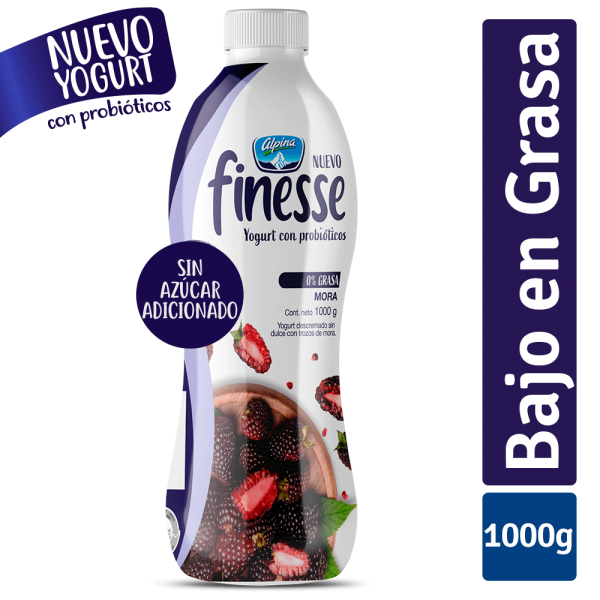 NUEVO
YOGURT
con probióticos
Alpina
NUEVO
finesse
Yogurt con probióticos
SIN
AZÚCAR
ADICIONADO
0% GRASA
MORA
Cont. neto 1000 g
Yogurt descremado sin
dulce con trozos de mora.
Bajo en Grasa
1000g